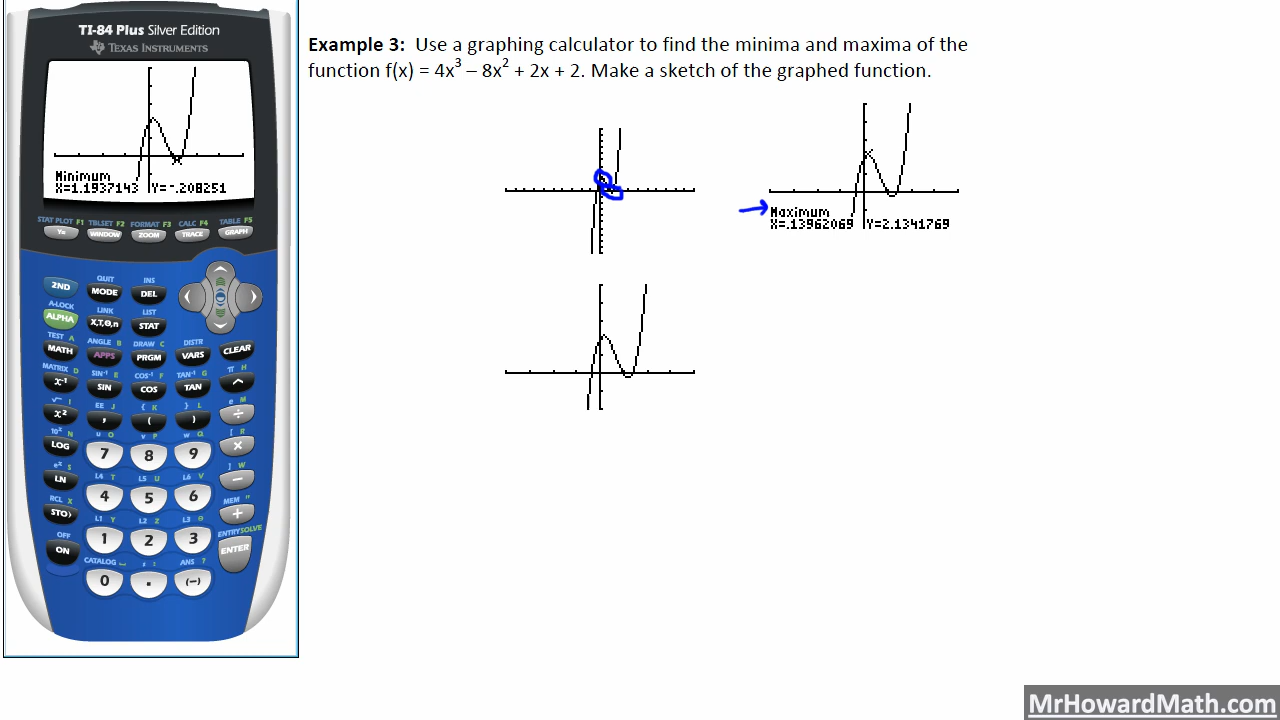 TI-84 Plus Silver Edition
TEXAS INSTRUMENTS
Minimum
X=1.1937143 Y=-.208251
STAT PLOT F1 TBLSET F2 FORMAT F3 CALC F4 TABLE F5
Y= WINDOW ZOOM TRACE GRAPH
QUIT INS
2ND MODE DEL
A-LOCK LINK LIST
ALPHA X,T,Θ,n STAT
TEST A ANGLE B DRAW C DISTR
MATH APPS PRGM VARS CLEAR
MATRIX D SIN⁻¹ E COS⁻¹ F TAN⁻¹ G π H
x⁻¹ SIN COS TAN ^
√ I EE J { K } L e M
x² , ( ) ÷
10ˣ N u O v P w Q [ R
LOG 7 8 9 ×
eˣ S L4 T L5 U L6 V ] W
LN 4 5 6 −
RCL X L1 Y L2 Z L3 θ MEM "
STO› 1 2 3 +
OFF CATALOG ⎵ i : ANS ? ENTRY SOLVE
ON 0 . (−) ENTER
Example 3: Use a graphing calculator to find the minima and maxima of the
function f(x) = 4x³ – 8x² + 2x + 2. Make a sketch of the graphed function.
Maximum
X=.13962069 Y=2.1341769
MrHowardMath.com